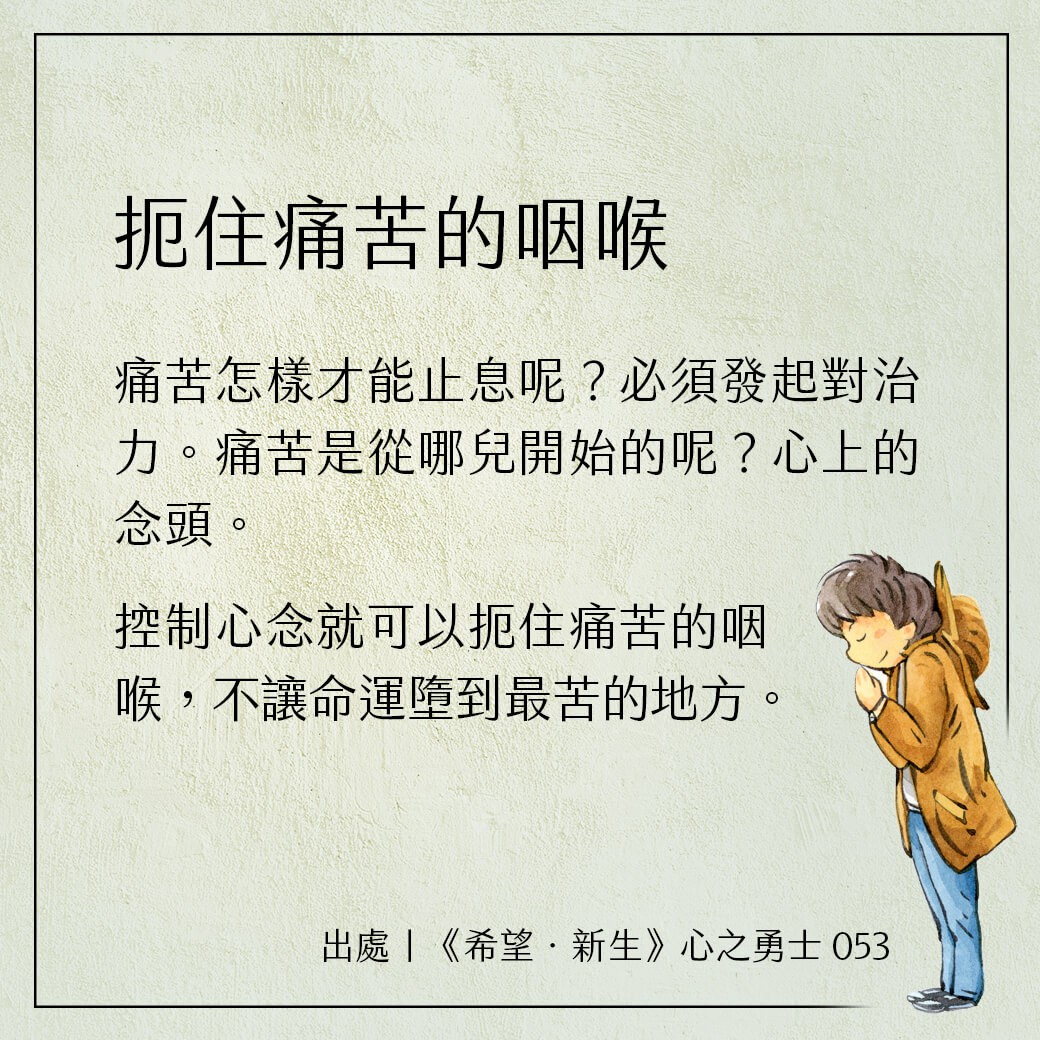 扼住痛苦的咽喉
痛苦怎樣才能止息呢？必須發起對治
力。痛苦是從哪兒開始的呢？心上的
念頭。
控制心念就可以扼住痛苦的咽
喉，不讓命運墮到最苦的地方。
出處｜《希望．新生》心之勇士 053